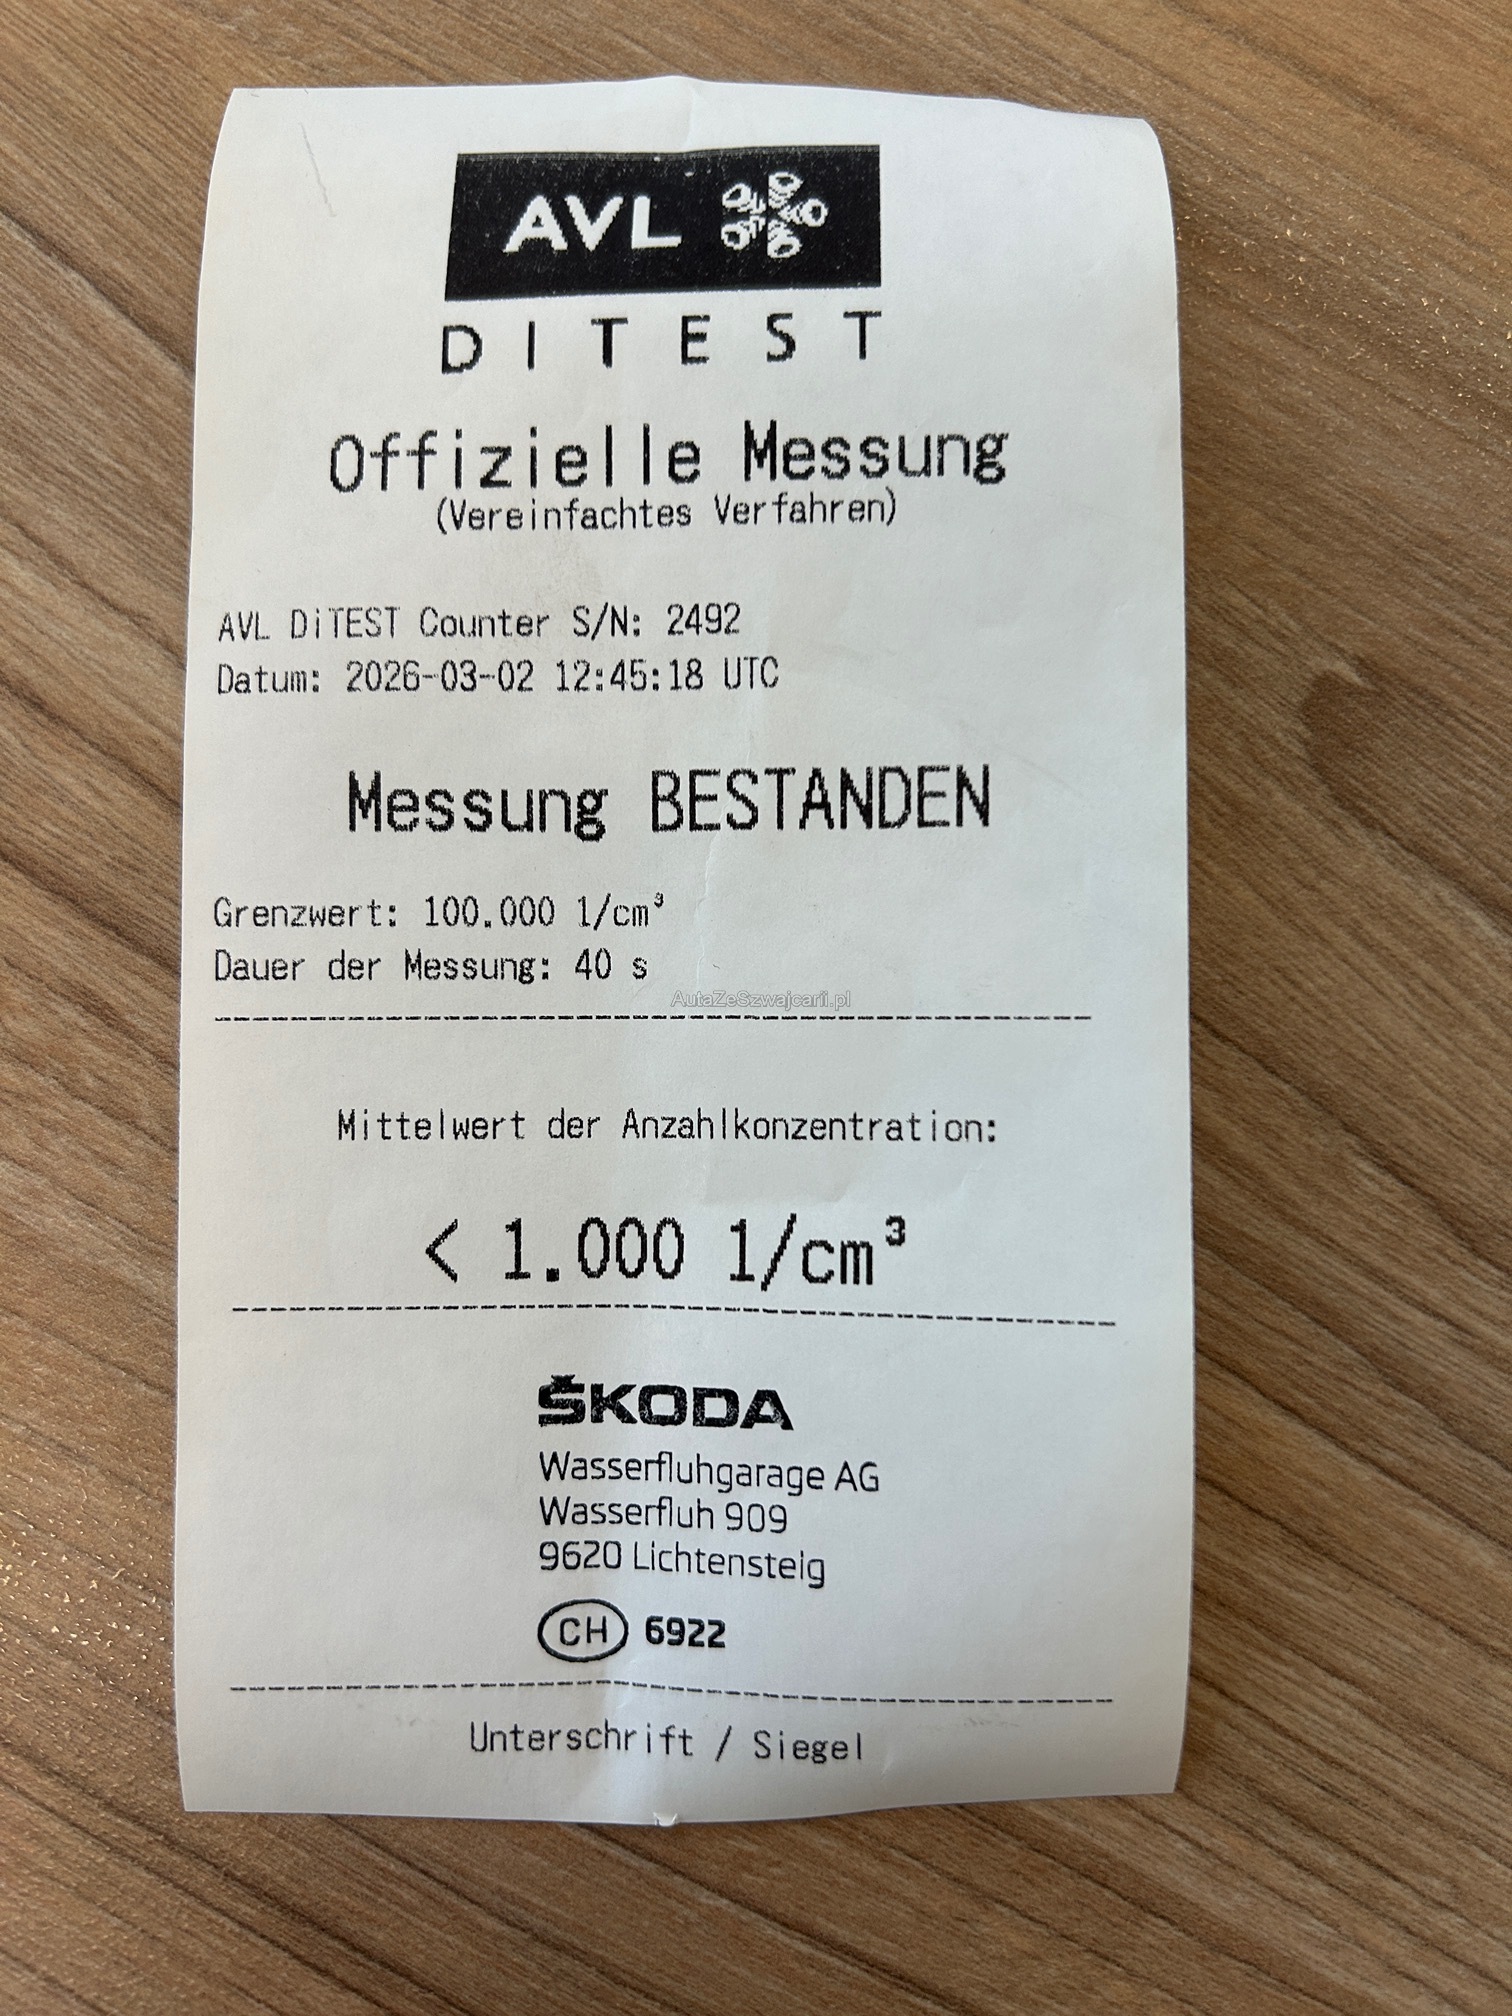 AVL
DITEST
Offizielle Messung
(Vereinfachtes Verfahren)
AVL DiTEST Counter S/N: 2492
Datum: 2026-03-02 12:45:18 UTC
Messung BESTANDEN
Grenzwert: 100.000 1/cm³
Dauer der Messung: 40 s
AutaZeSzwajcarii.pl
Mittelwert der Anzahlkonzentration:
< 1.000 1/cm³
ŠKODA
Wasserfluhgarage AG
Wasserfluh 909
9620 Lichtensteig
CH 6922
Unterschrift / Siegel